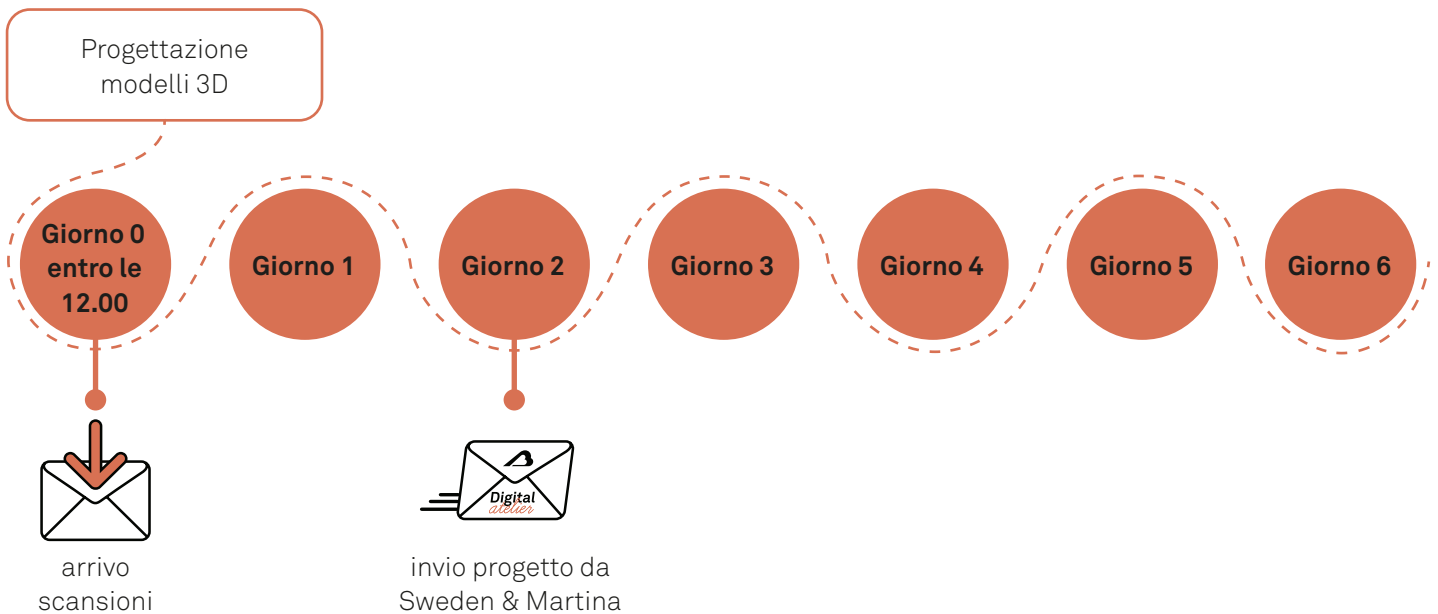 Progettazione
modelli 3D
Giorno 0
entro le
12.00
Giorno 1
Giorno 2
Giorno 3
Giorno 4
Giorno 5
Giorno 6
Digital
atelier
arrivo
scansioni
invio progetto da
Sweden & Martina